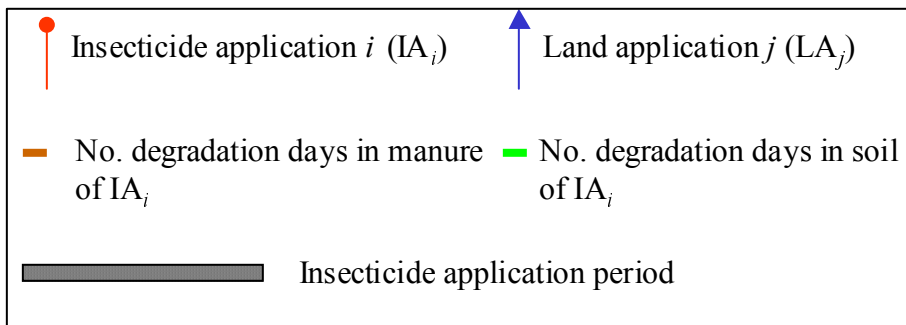 Insecticide application i (IAi)
Land application j (LAj)
No. degradation days in manure of IAi
No. degradation days in soil of IAi
Insecticide application period